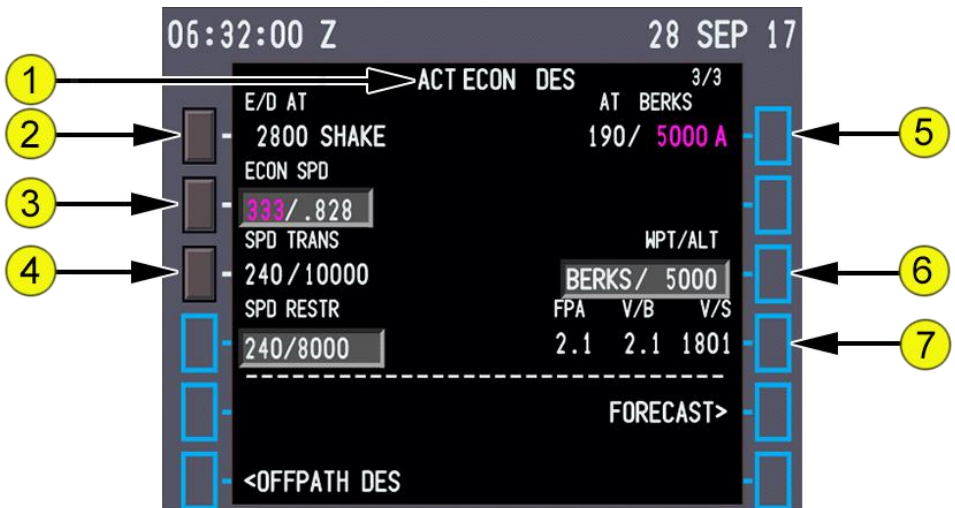 06:32:00 Z 28 SEP 17
1 ACT ECON DES 3/3
E/D AT AT BERKS
2 2800 SHAKE 190/ 5000 A 5
ECON SPD
3 333/.828
SPD TRANS WPT/ALT
4 240/10000 BERKS/ 5000 6
SPD RESTR FPA V/B V/S
240/8000 2.1 2.1 1801 7
--------------------------------
FORECAST>
<OFFPATH DES